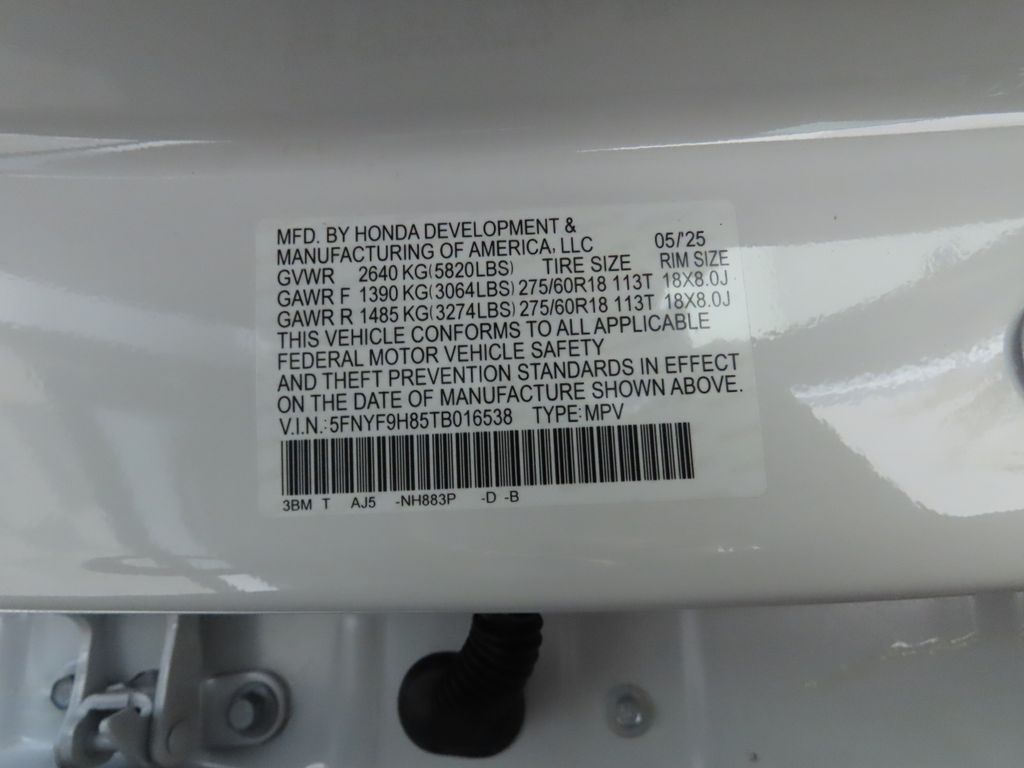 MFD. BY HONDA DEVELOPMENT &
MANUFACTURING OF AMERICA, LLC 05/'25
GVWR 2640 KG(5820LBS) TIRE SIZE RIM SIZE
GAWR F 1390 KG(3064LBS) 275/60R18 113T 18X8.0J
GAWR R 1485 KG(3274LBS) 275/60R18 113T 18X8.0J
THIS VEHICLE CONFORMS TO ALL APPLICABLE
FEDERAL MOTOR VEHICLE SAFETY
AND THEFT PREVENTION STANDARDS IN EFFECT
ON THE DATE OF MANUFACTURE SHOWN ABOVE.
V.I.N.:5FNYF9H85TB016538 TYPE:MPV
3BM T AJ5 -NH883P -D -B